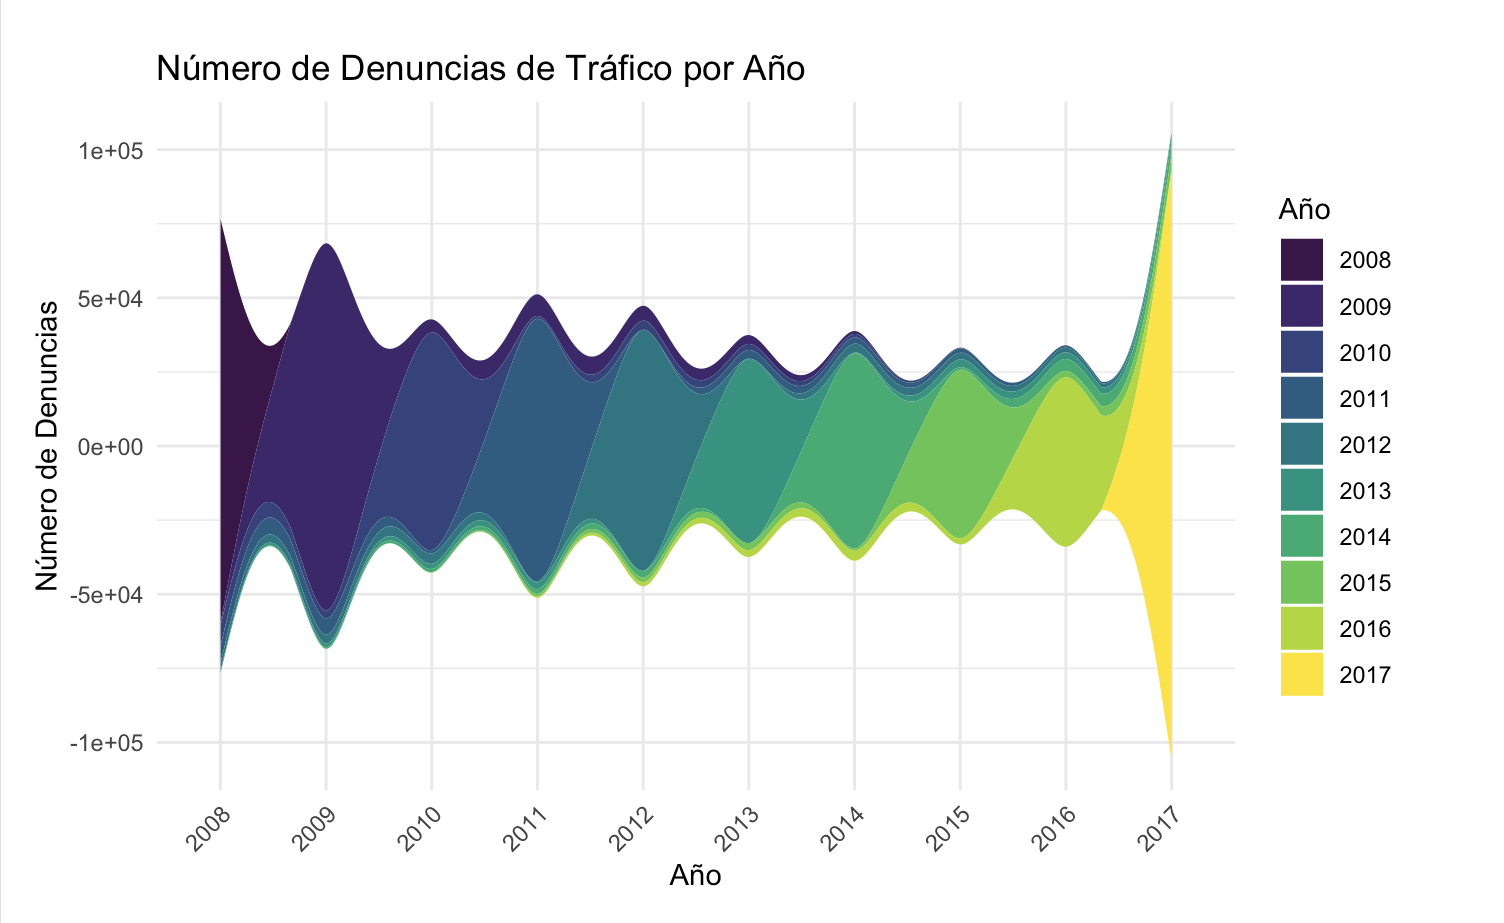 Número de Denuncias de Tráfico por Año
Número de Denuncias
1e+05
5e+04
0e+00
-5e+04
-1e+05
2008
2009
2010
2011
2012
2013
2014
2015
2016
2017
Año
Año
2008
2009
2010
2011
2012
2013
2014
2015
2016
2017